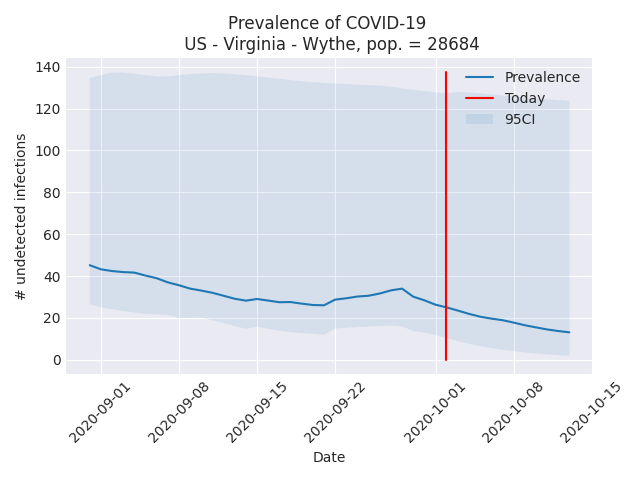 Prevalence of COVID-19
US - Virginia - Wythe, pop. = 28684
140
120
100
80
60
40
20
0
# undetected infections
Prevalence
Today
95CI
2020-09-01
2020-09-08
2020-09-15
2020-09-22
2020-10-01
2020-10-08
2020-10-15
Date